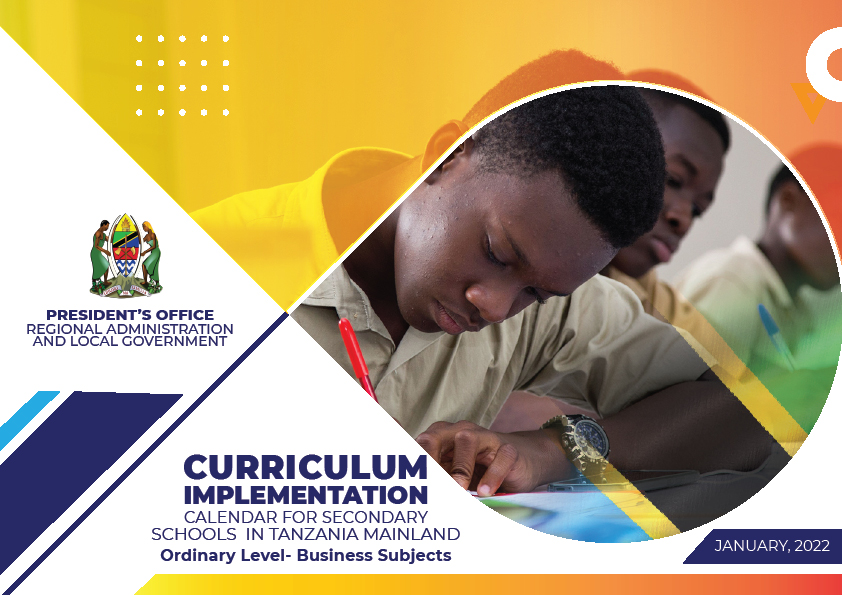 PRESIDENT'S OFFICE
REGIONAL ADMINISTRATION
AND LOCAL GOVERNMENT
CURRICULUM
IMPLEMENTATION
CALENDAR FOR SECONDARY
SCHOOLS IN TANZANIA MAINLAND
Ordinary Level- Business Subjects
JANUARY, 2022